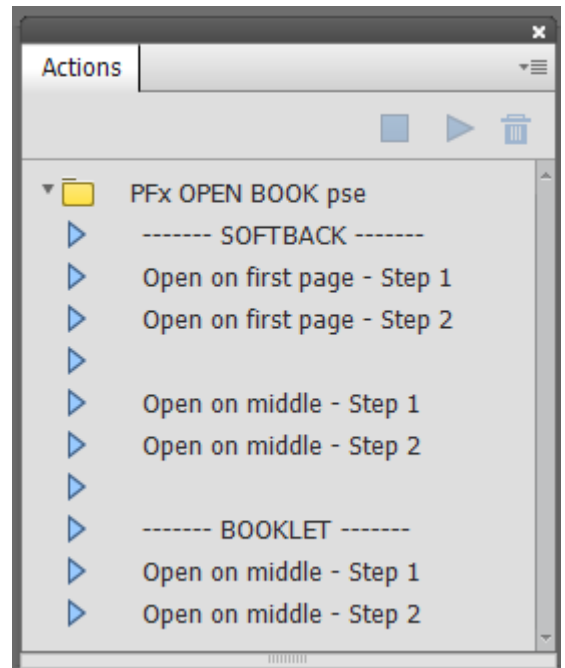 Actions
PFx OPEN BOOK pse
------- SOFTBACK -------
Open on first page - Step 1
Open on first page - Step 2
Open on middle - Step 1
Open on middle - Step 2
------- BOOKLET -------
Open on middle - Step 1
Open on middle - Step 2